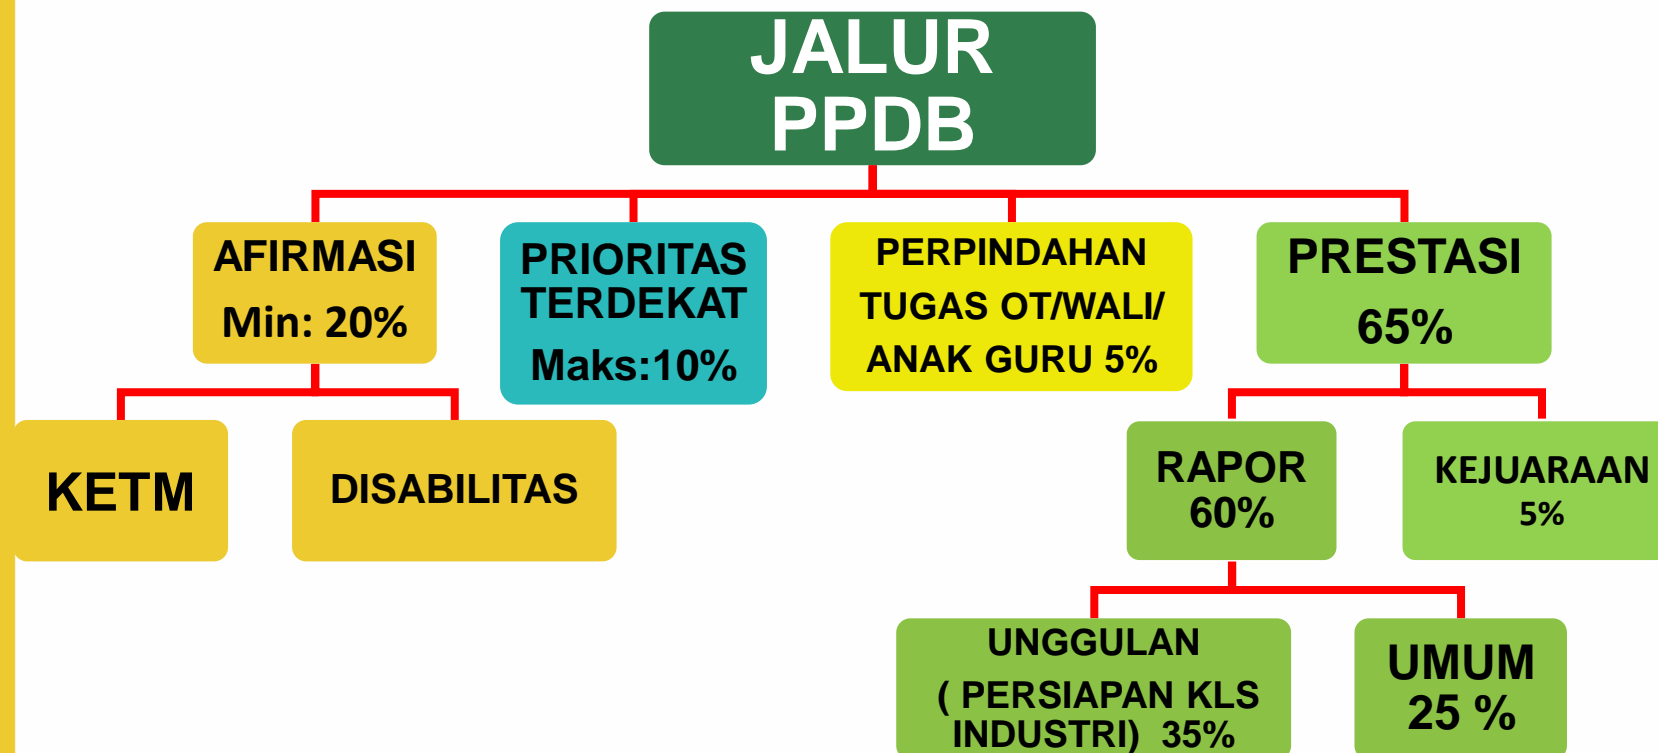 JALUR
PPDB
AFIRMASI
Min: 20%
PRIORITAS
TERDEKAT
Maks:10%
PERPINDAHAN
TUGAS OT/WALI/
ANAK GURU 5%
PRESTASI
65%
KETM
DISABILITAS
RAPOR
60%
KEJUARAAN
5%
UNGGULAN
( PERSIAPAN KLS
INDUSTRI) 35%
UMUM
25 %